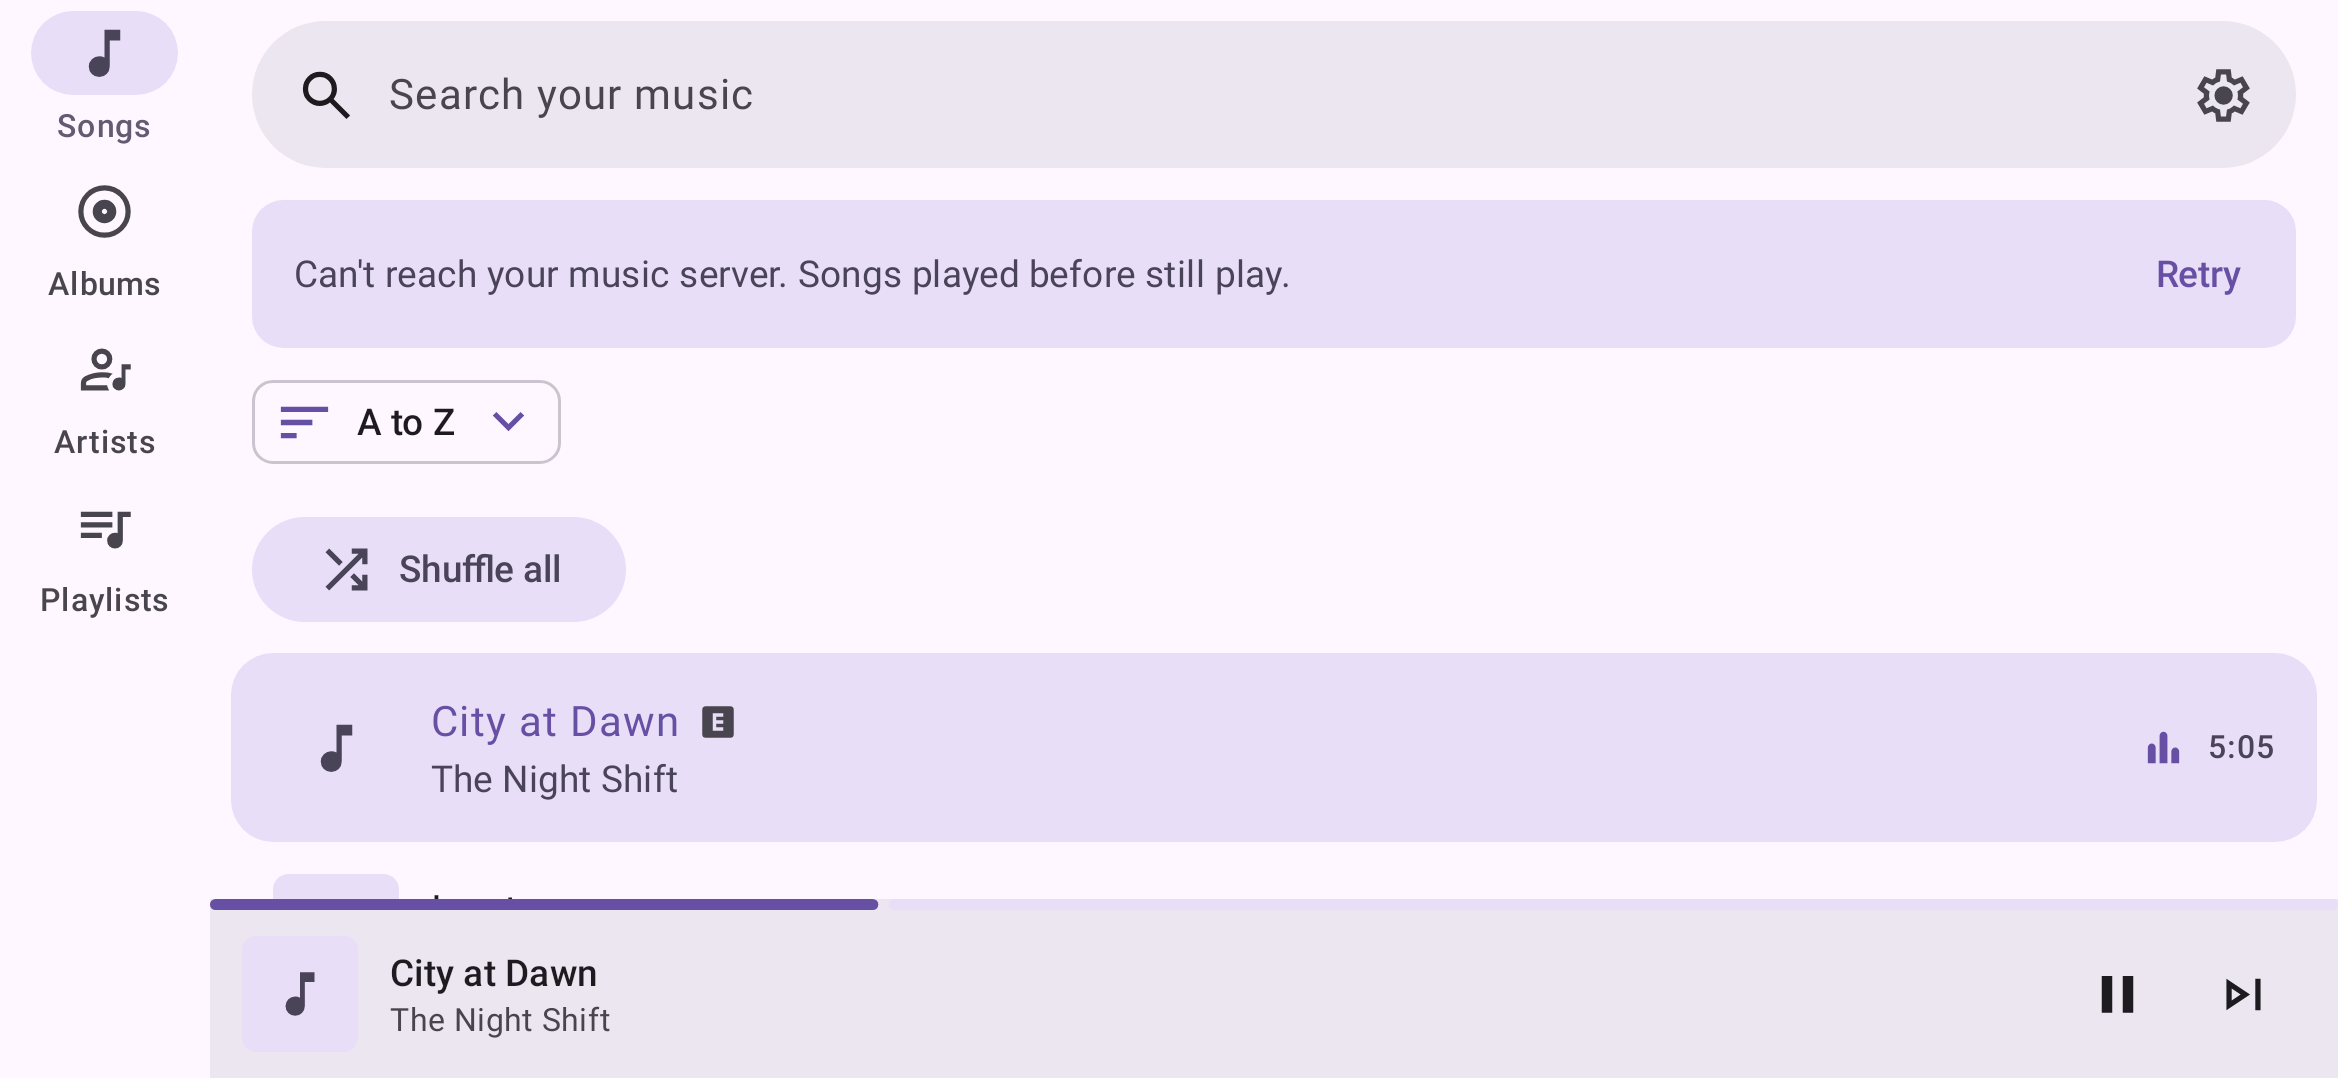 Songs
Albums
Artists
Playlists
Search your music
Can't reach your music server. Songs played before still play.
Retry
A to Z
Shuffle all
City at Dawn E
The Night Shift
5:05
City at Dawn
The Night Shift